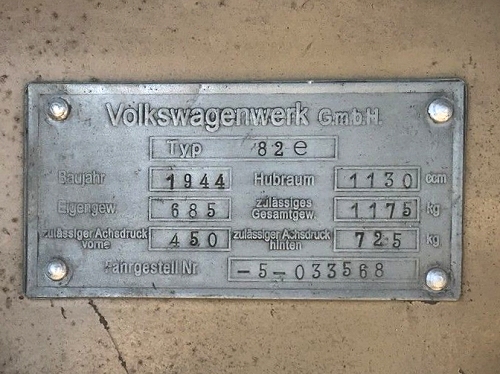 Volkswagenwerk G.m.b.H.
Typ 82e
Baujahr 1944 Hubraum 1130 ccm
Eigengew. 685 zulässiges Gesamtgew. 1175 kg
zulässiger Achsdruck vorne 450 zulässiger Achsdruck hinten 725 kg
Fahrgestell Nr. -5-033568